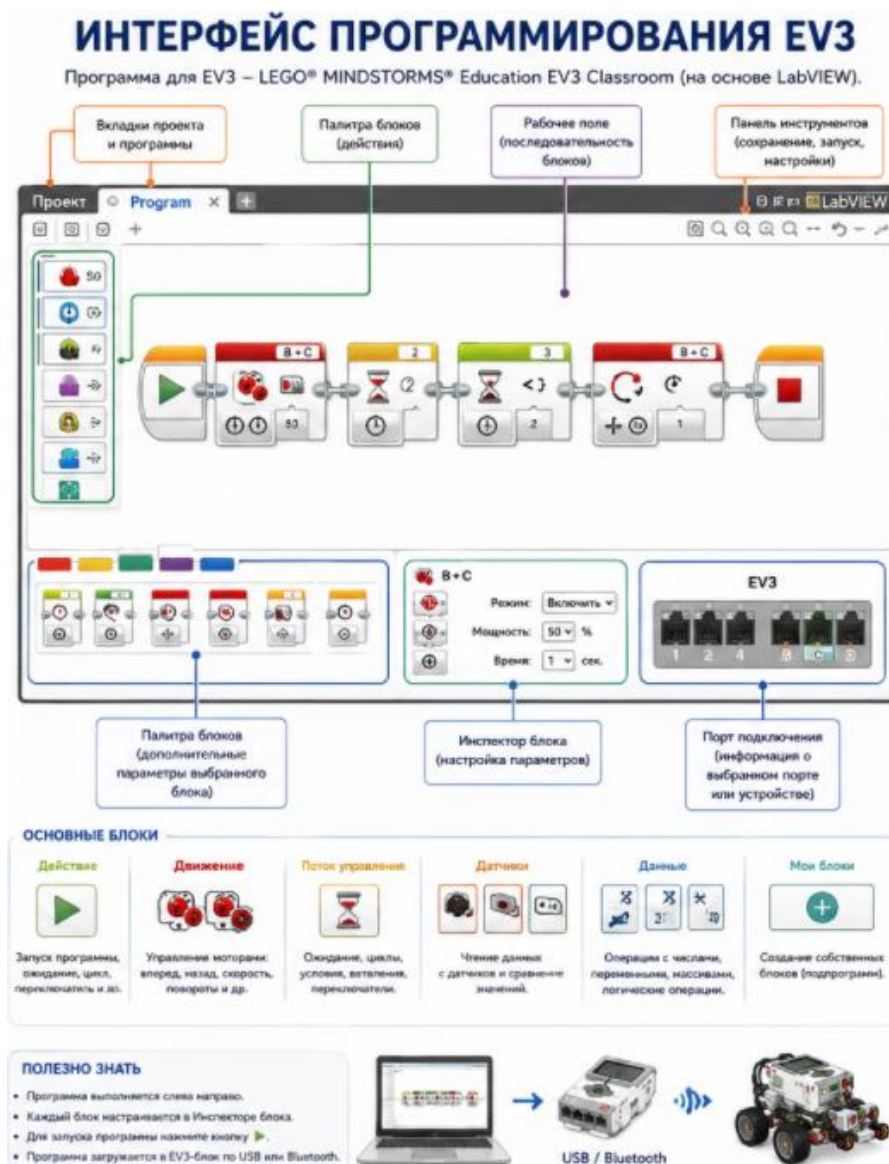 ИНТЕРФЕЙС ПРОГРАММИРОВАНИЯ EV3
Программа для EV3 – LEGO® MINDSTORMS® Education EV3 Classroom (на основе LabVIEW).
Вкладки проекта
и программы
Палитра блоков
(действия)
Рабочее поле
(последовательность
блоков)
Панель инструментов
(сохранение, запуск,
настройки)
Проект
Program
LabVIEW
B+C
2
3
B+C
2
1
B+C
Режим: Включить
Мощность: 50 %
Время: 1 сек.
EV3
1 2 4 C
Палитра блоков
(дополнительные
параметры выбранного
блока)
Инспектор блока
(настройка параметров)
Порт подключения
(информация о
выбранном порте
или устройстве)
ОСНОВНЫЕ БЛОКИ
Действие
Запуск программы,
ожидание, цикл,
переключатель и др.
Движение
Управление моторами:
вперед, назад, скорость,
повороты и др.
Поток управления
Ожидание, циклы,
условия, ветвления,
переключатели.
Датчики
Чтение данных
с датчиков и сравнение
значений.
Данные
Операции с числами,
переменными, массивами,
логические операции.
Мои блоки
Создание собственных
блоков (подпрограмм).
ПОЛЕЗНО ЗНАТЬ
• Программа выполняется слева направо.
• Каждый блок настраивается в Инспекторе блока.
• Для запуска программы нажмите кнопку ▶.
• Программа загружается в EV3-блок по USB или Bluetooth.
USB / Bluetooth